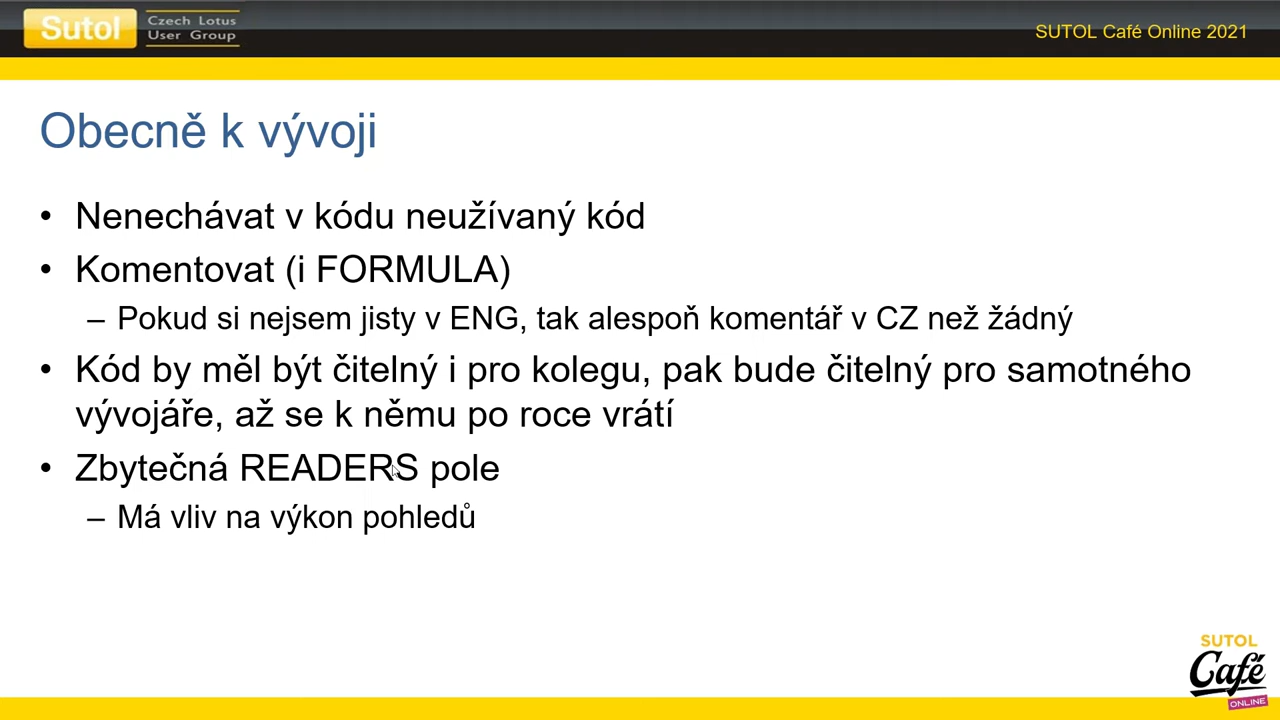 Sutol
Czech Lotus
User Group
SUTOL Café Online 2021
Obecně k vývoji
• Nenechávat v kódu neužívaný kód
• Komentovat (i FORMULA)
– Pokud si nejsem jisty v ENG, tak alespoň komentář v CZ než žádný
• Kód by měl být čitelný i pro kolegu, pak bude čitelný pro samotného
vývojáře, až se k němu po roce vrátí
• Zbytečná READERS pole
– Má vliv na výkon pohledů
SUTOL
Café
ONLINE